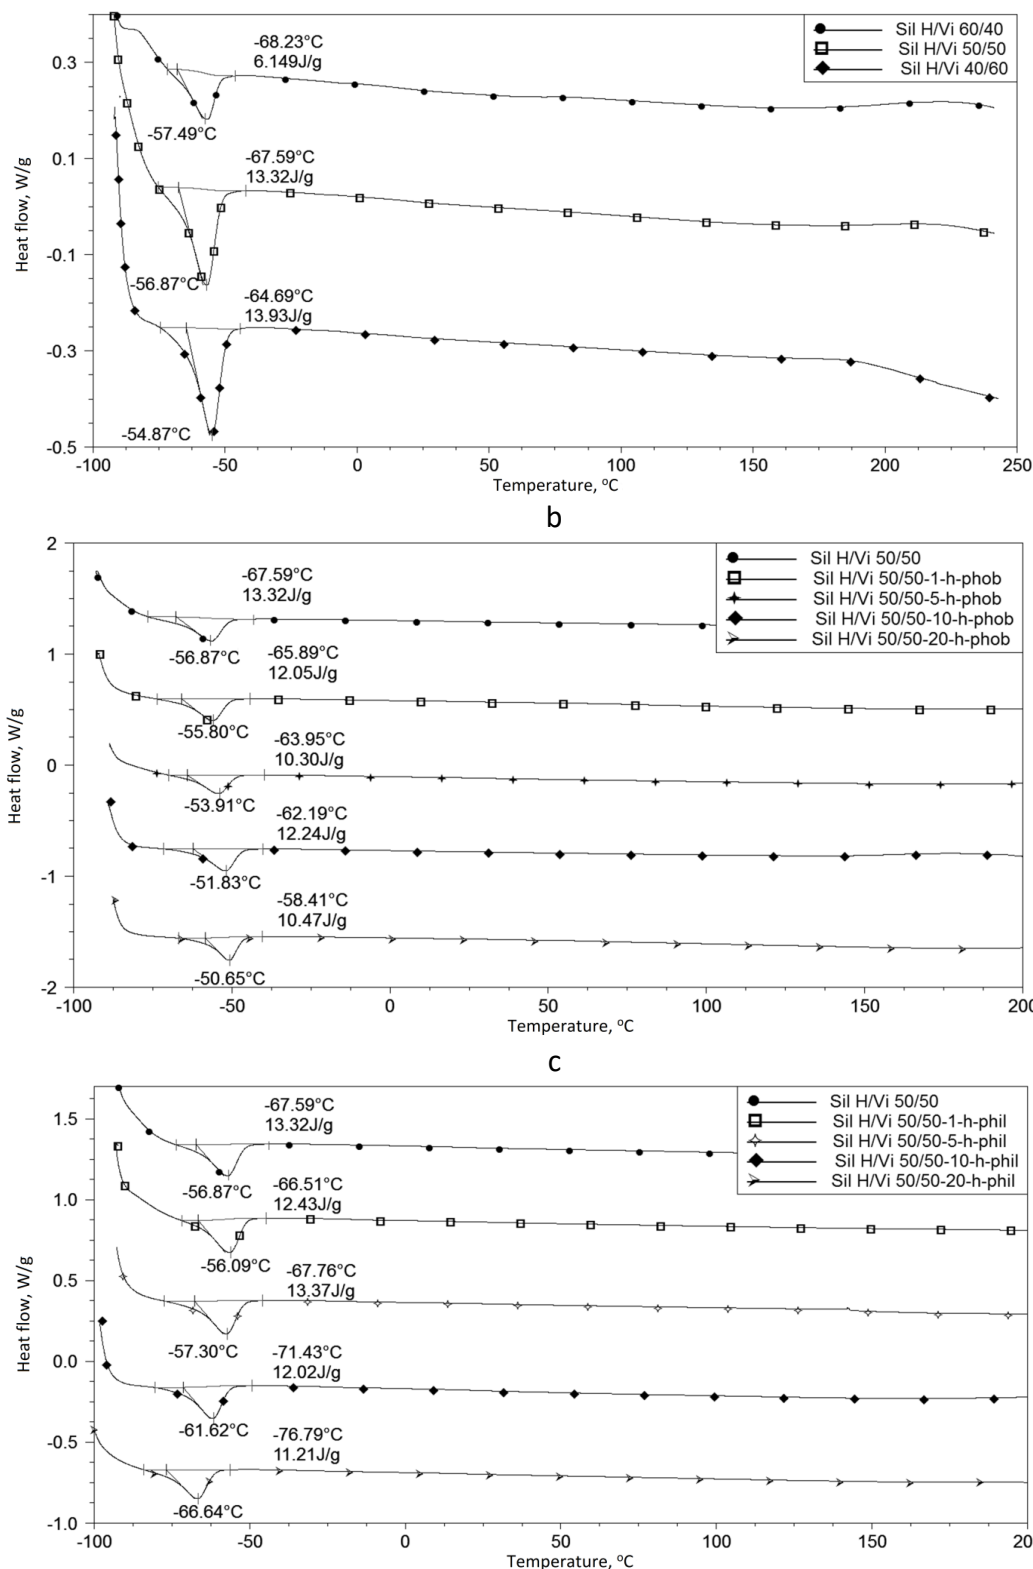 Sil H/Vi 60/40
Sil H/Vi 50/50
Sil H/Vi 40/60
0.3
0.1
-0.1
-0.3
-0.5
Heat flow, W/g
-68.23°C
6.149J/g
-57.49°C
-67.59°C
13.32J/g
-56.87°C
-64.69°C
13.93J/g
-54.87°C
-100 -50 0 50 100 150 200 250
Temperature, °C
b
Sil H/Vi 50/50
Sil H/Vi 50/50-1-h-phob
Sil H/Vi 50/50-5-h-phob
Sil H/Vi 50/50-10-h-phob
Sil H/Vi 50/50-20-h-phob
2
1
0
-1
-2
Heat flow, W/g
-67.59°C
13.32J/g
-56.87°C
-65.89°C
12.05J/g
-55.80°C
-63.95°C
10.30J/g
-53.91°C
-62.19°C
12.24J/g
-51.83°C
-58.41°C
10.47J/g
-50.65°C
-100 -50 0 50 100 150 200
Temperature, °C
c
Sil H/Vi 50/50
Sil H/Vi 50/50-1-h-phil
Sil H/Vi 50/50-5-h-phil
Sil H/Vi 50/50-10-h-phil
Sil H/Vi 50/50-20-h-phil
1.5
1.0
0.5
0.0
-0.5
-1.0
Heat flow, W/g
-67.59°C
13.32J/g
-56.87°C
-66.51°C
12.43J/g
-56.09°C
-67.76°C
13.37J/g
-57.30°C
-71.43°C
12.02J/g
-61.62°C
-76.79°C
11.21J/g
-66.64°C
-100 -50 0 50 100 150 20
Temperature, °C